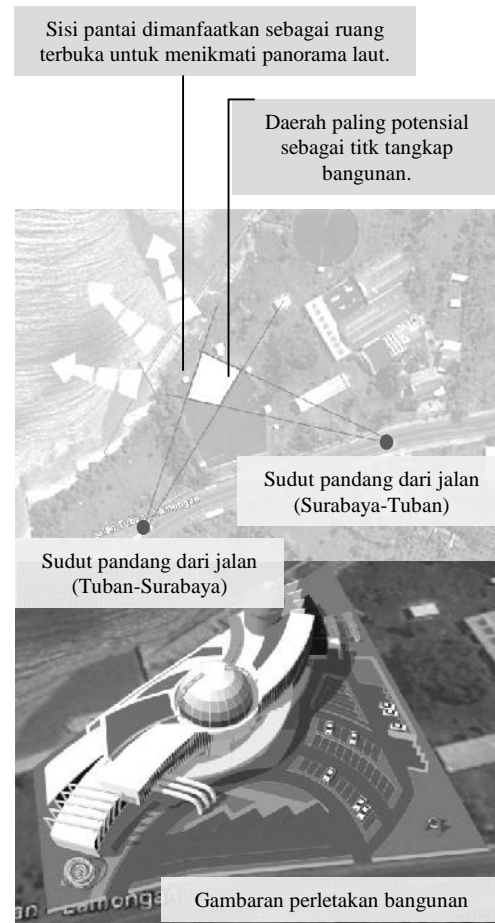 Sisi pantai dimanfaatkan sebagai ruang
terbuka untuk menikmati panorama laut.
Daerah paling potensial
sebagai titk tangkap
bangunan.
Sudut pandang dari jalan
(Surabaya-Tuban)
Sudut pandang dari jalan
(Tuban-Surabaya)
Gambaran perletakan bangunan